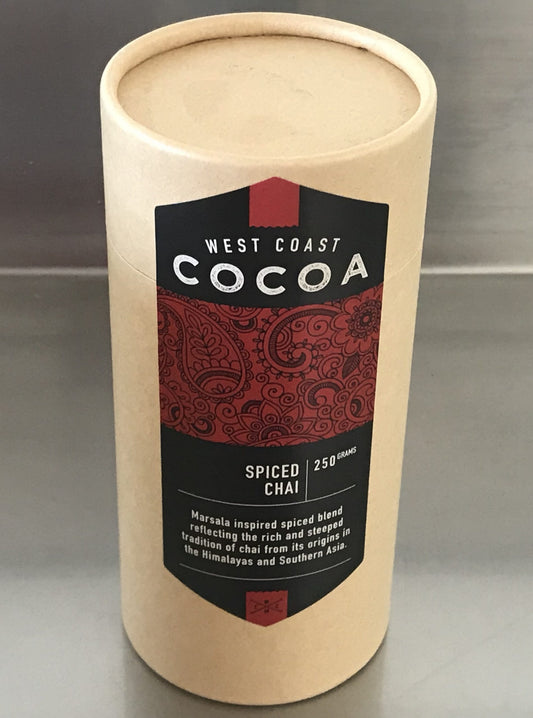 WEST COAST
COCOA
SPICED
CHAI
250 GRAMS
Marsala inspired spiced blend
reflecting the rich and steeped
tradition of chai from its origins in
the Himalayas and Southern Asia.